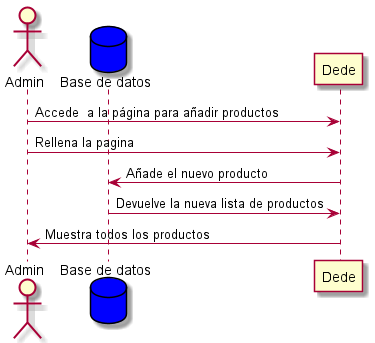 Admin
Base de datos
Dede
Accede  a la página para añadir productos
Rellena la pagina
Añade el nuevo producto
Devuelve la nueva lista de productos
Muestra todos los productos
Admin
Base de datos
Dede